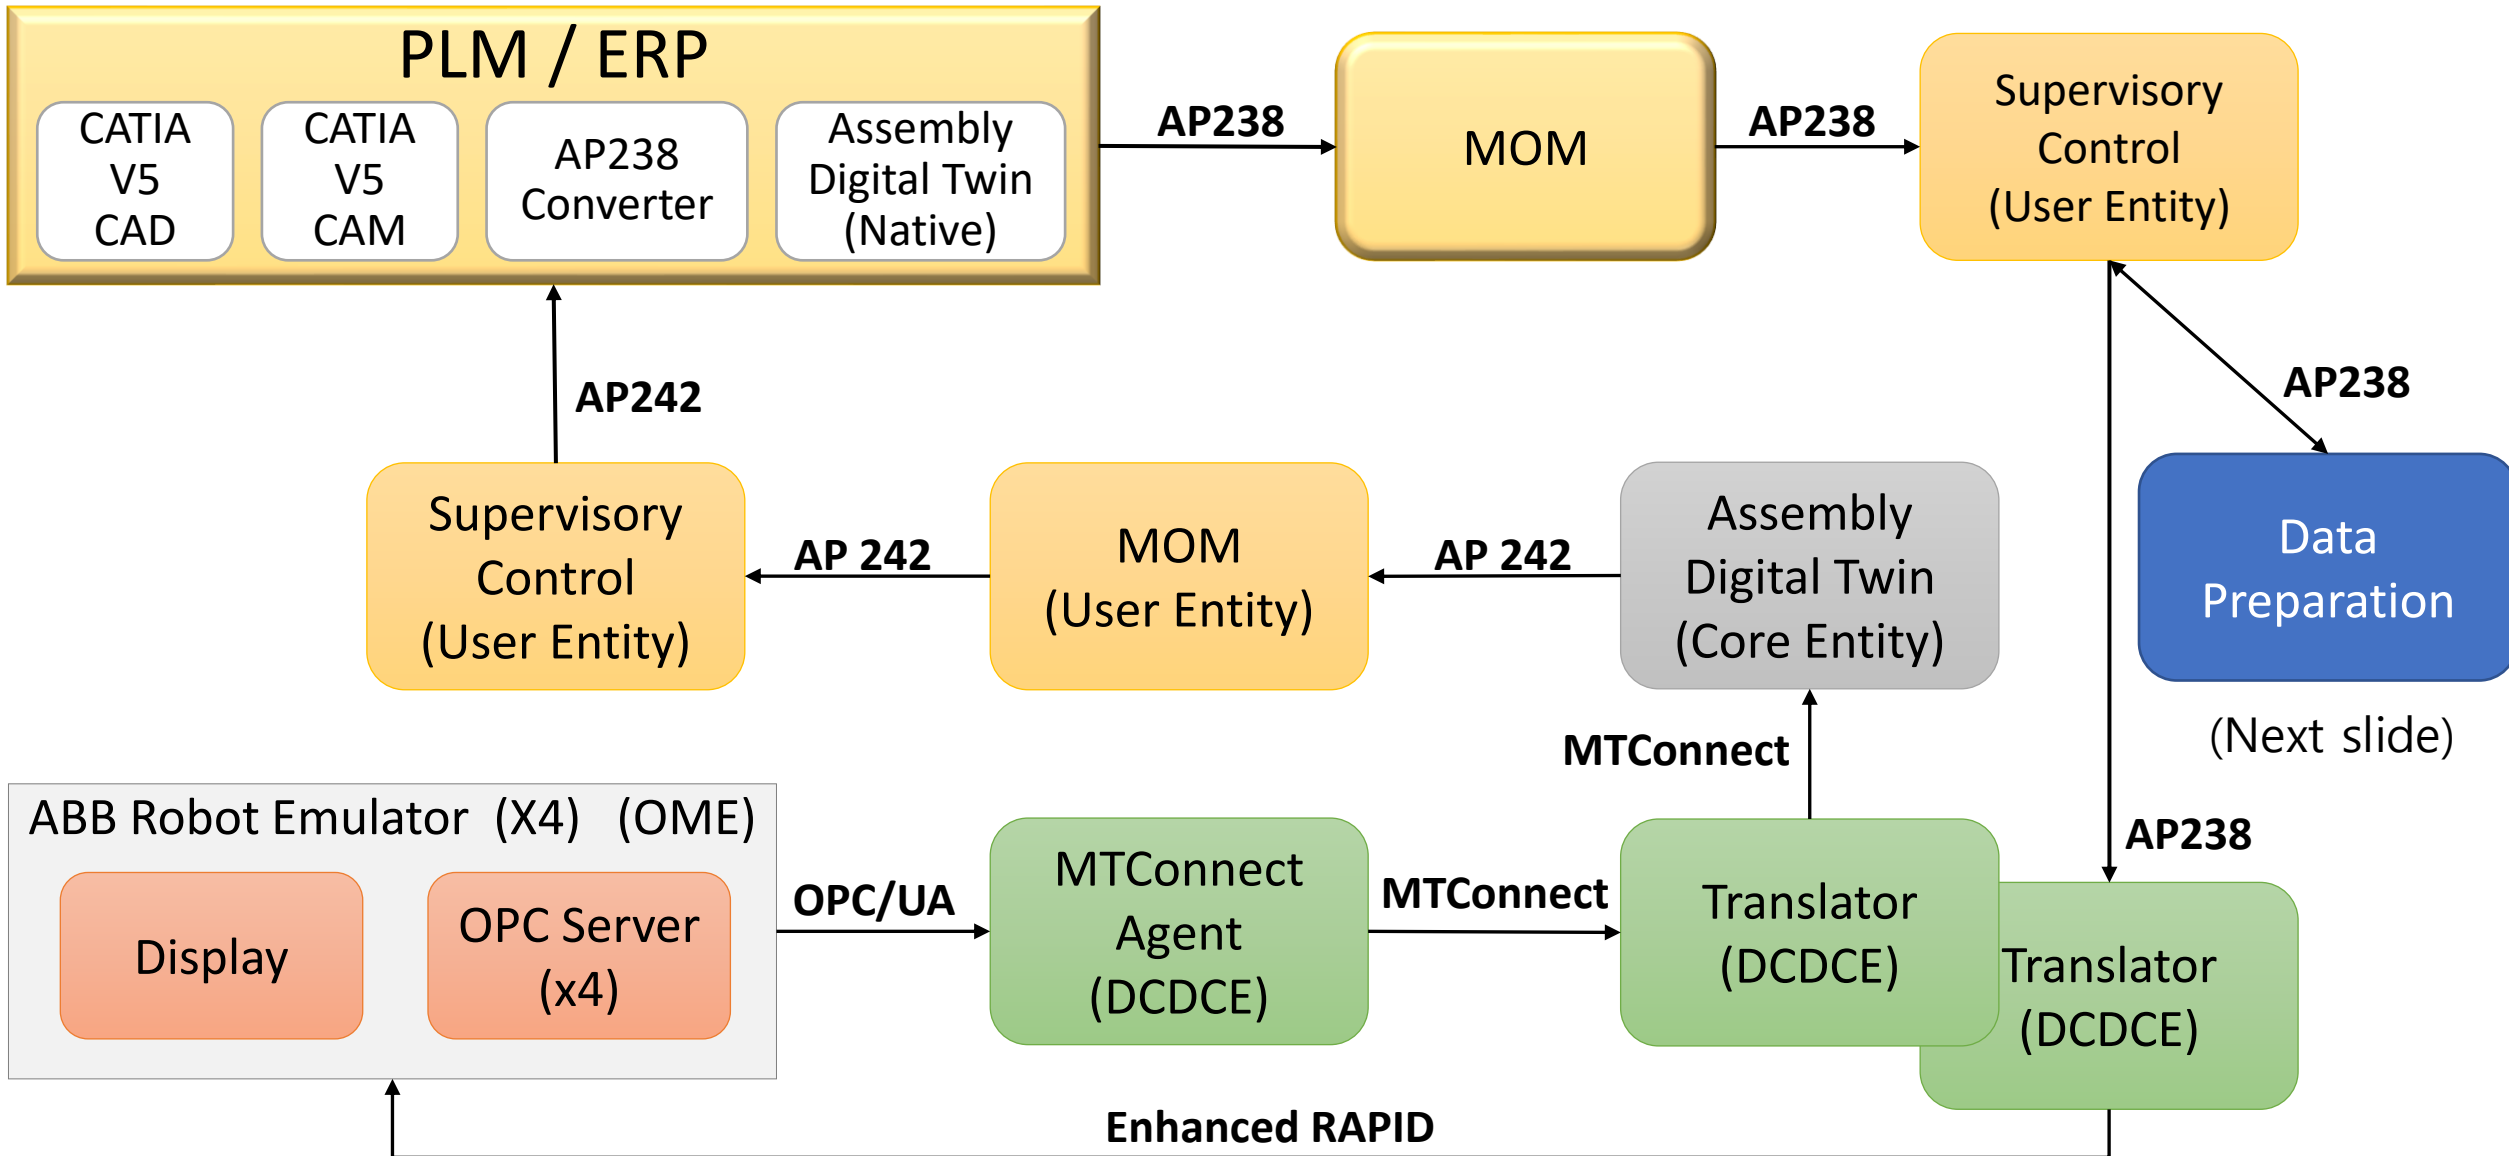 PLM / ERP
CATIA
V5
CAD
CATIA
V5
CAM
AP238
Converter
Assembly
Digital Twin
(Native)
AP238
MOM
AP238
Supervisory
Control
(User Entity)
AP242
AP238
Supervisory
Control
(User Entity)
AP 242
MOM
(User Entity)
AP 242
Assembly
Digital Twin
(Core Entity)
Data
Preparation
(Next slide)
MTConnect
ABB Robot Emulator (X4) (OME)
Display
OPC Server
(x4)
OPC/UA
MTConnect
Agent
(DCDCE)
MTConnect
Translator
(DCDCE)
AP238
Translator
(DCDCE)
Enhanced RAPID